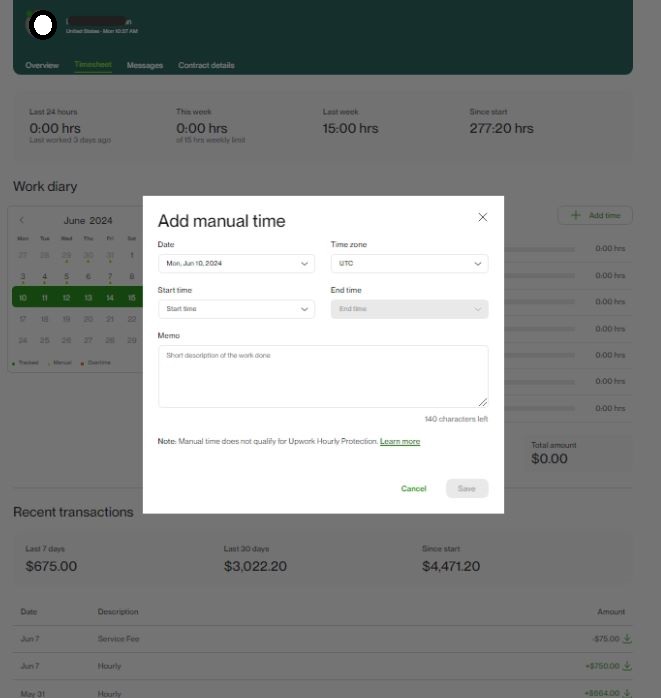 United States - Mon 10:57 AM
Overview Timesheet Messages Contract details
Last 24 hours This week Last week Since start
0:00 hrs 0:00 hrs 15:00 hrs 277:20 hrs
Last worked 3 days ago of 15 hrs weekly limit
Work diary
June 2024
Add time
Mon Tue Wed Thu Fri Sat
27 28 29 30 31 1
3 4 5 6 7 8
10 11 12 13 14 15
17 18 19 20 21 22
24 25 26 27 28 29
Tracked Manual Overtime
0:00 hrs
0:00 hrs
0:00 hrs
0:00 hrs
0:00 hrs
0:00 hrs
0:00 hrs
Total amount
$0.00
Add manual time
Date Time zone
Mon, Jun 10, 2024 UTC
Start time End time
Start time End time
Memo
Short description of the work done
140 characters left
Note: Manual time does not qualify for Upwork Hourly Protection. Learn more
Cancel Save
Recent transactions
Last 7 days Last 30 days Since start
$675.00 $3,022.20 $4,471.20
Date Description Amount
Jun 7 Service Fee -$75.00
Jun 7 Hourly +$750.00
May 31 Hourly +$664.00